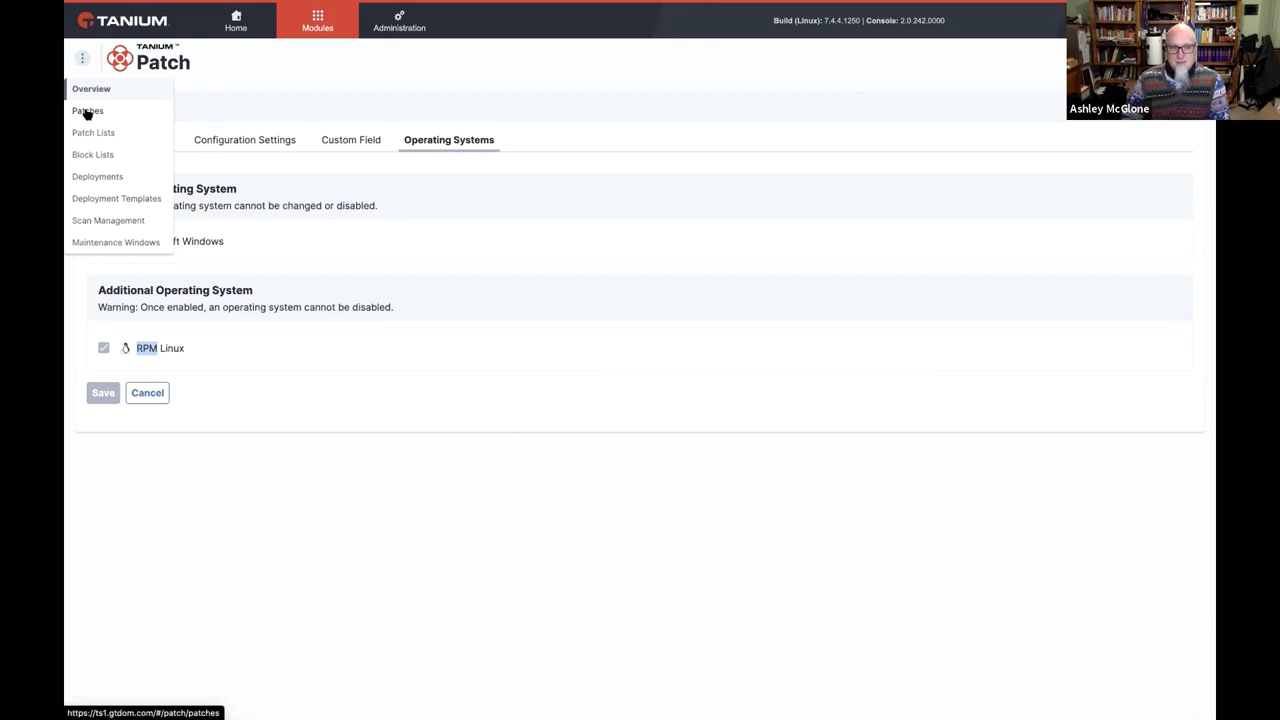 TANIUM
Home
Modules
Administration
Build (Linux): 7.4.4.1250 | Console: 2.0 242.0000
TANIUM™
Patch
Ashley McGlone
Overview
Patches
Patch Lists
Block Lists
Deployments
Deployment Templates
Scan Management
Maintenance Windows
Configuration Settings
Custom Field
Operating Systems
ting System
ating system cannot be changed or disabled.
ft Windows
Additional Operating System
Warning: Once enabled, an operating system cannot be disabled.
RPM Linux
Save
Cancel
https://ts1.gtdom.com/#/patch/patches